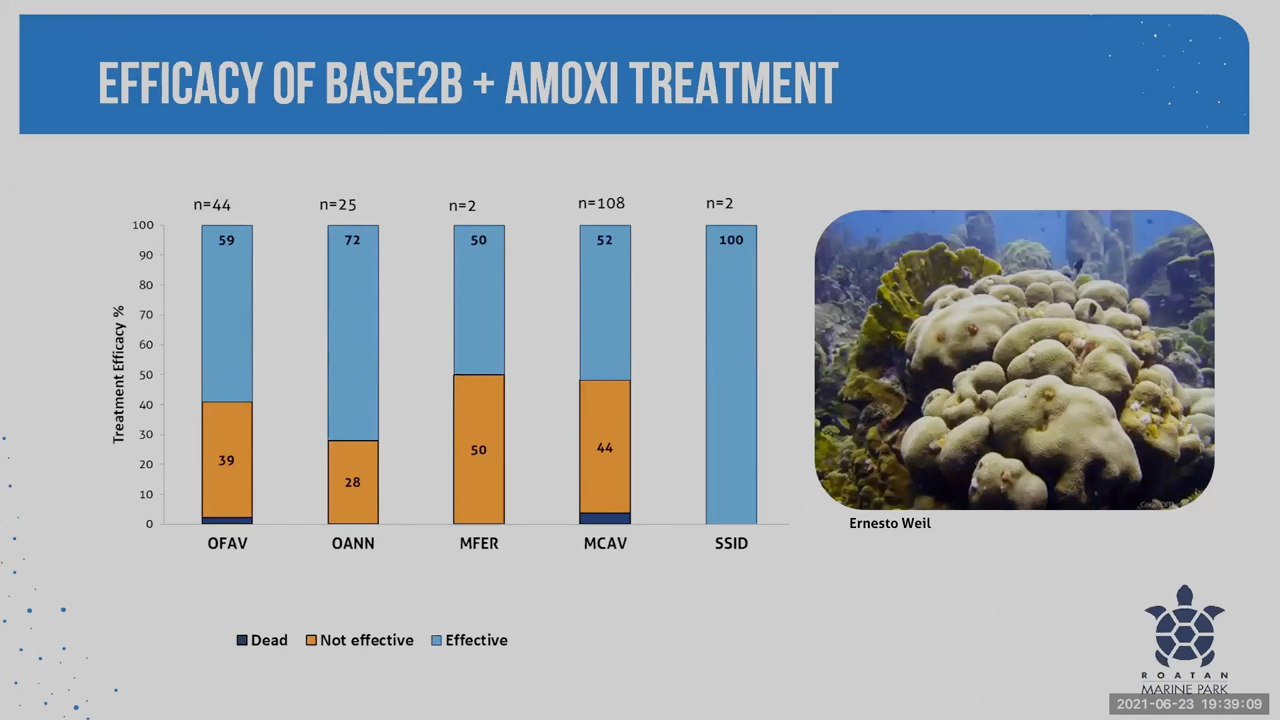 EFFICACY OF BASE2B + AMOXI TREATMENT
n=44 n=25 n=2 n=108 n=2
Treatment Efficacy %
100
90
80
70
60
50
40
30
20
10
0
59 72 50 52 100
39 28 50 44
OFAV OANN MFER MCAV SSID
Dead Not effective Effective
Ernesto Weil
ROATAN
MARINE PARK
2021-06-23 19:39:09